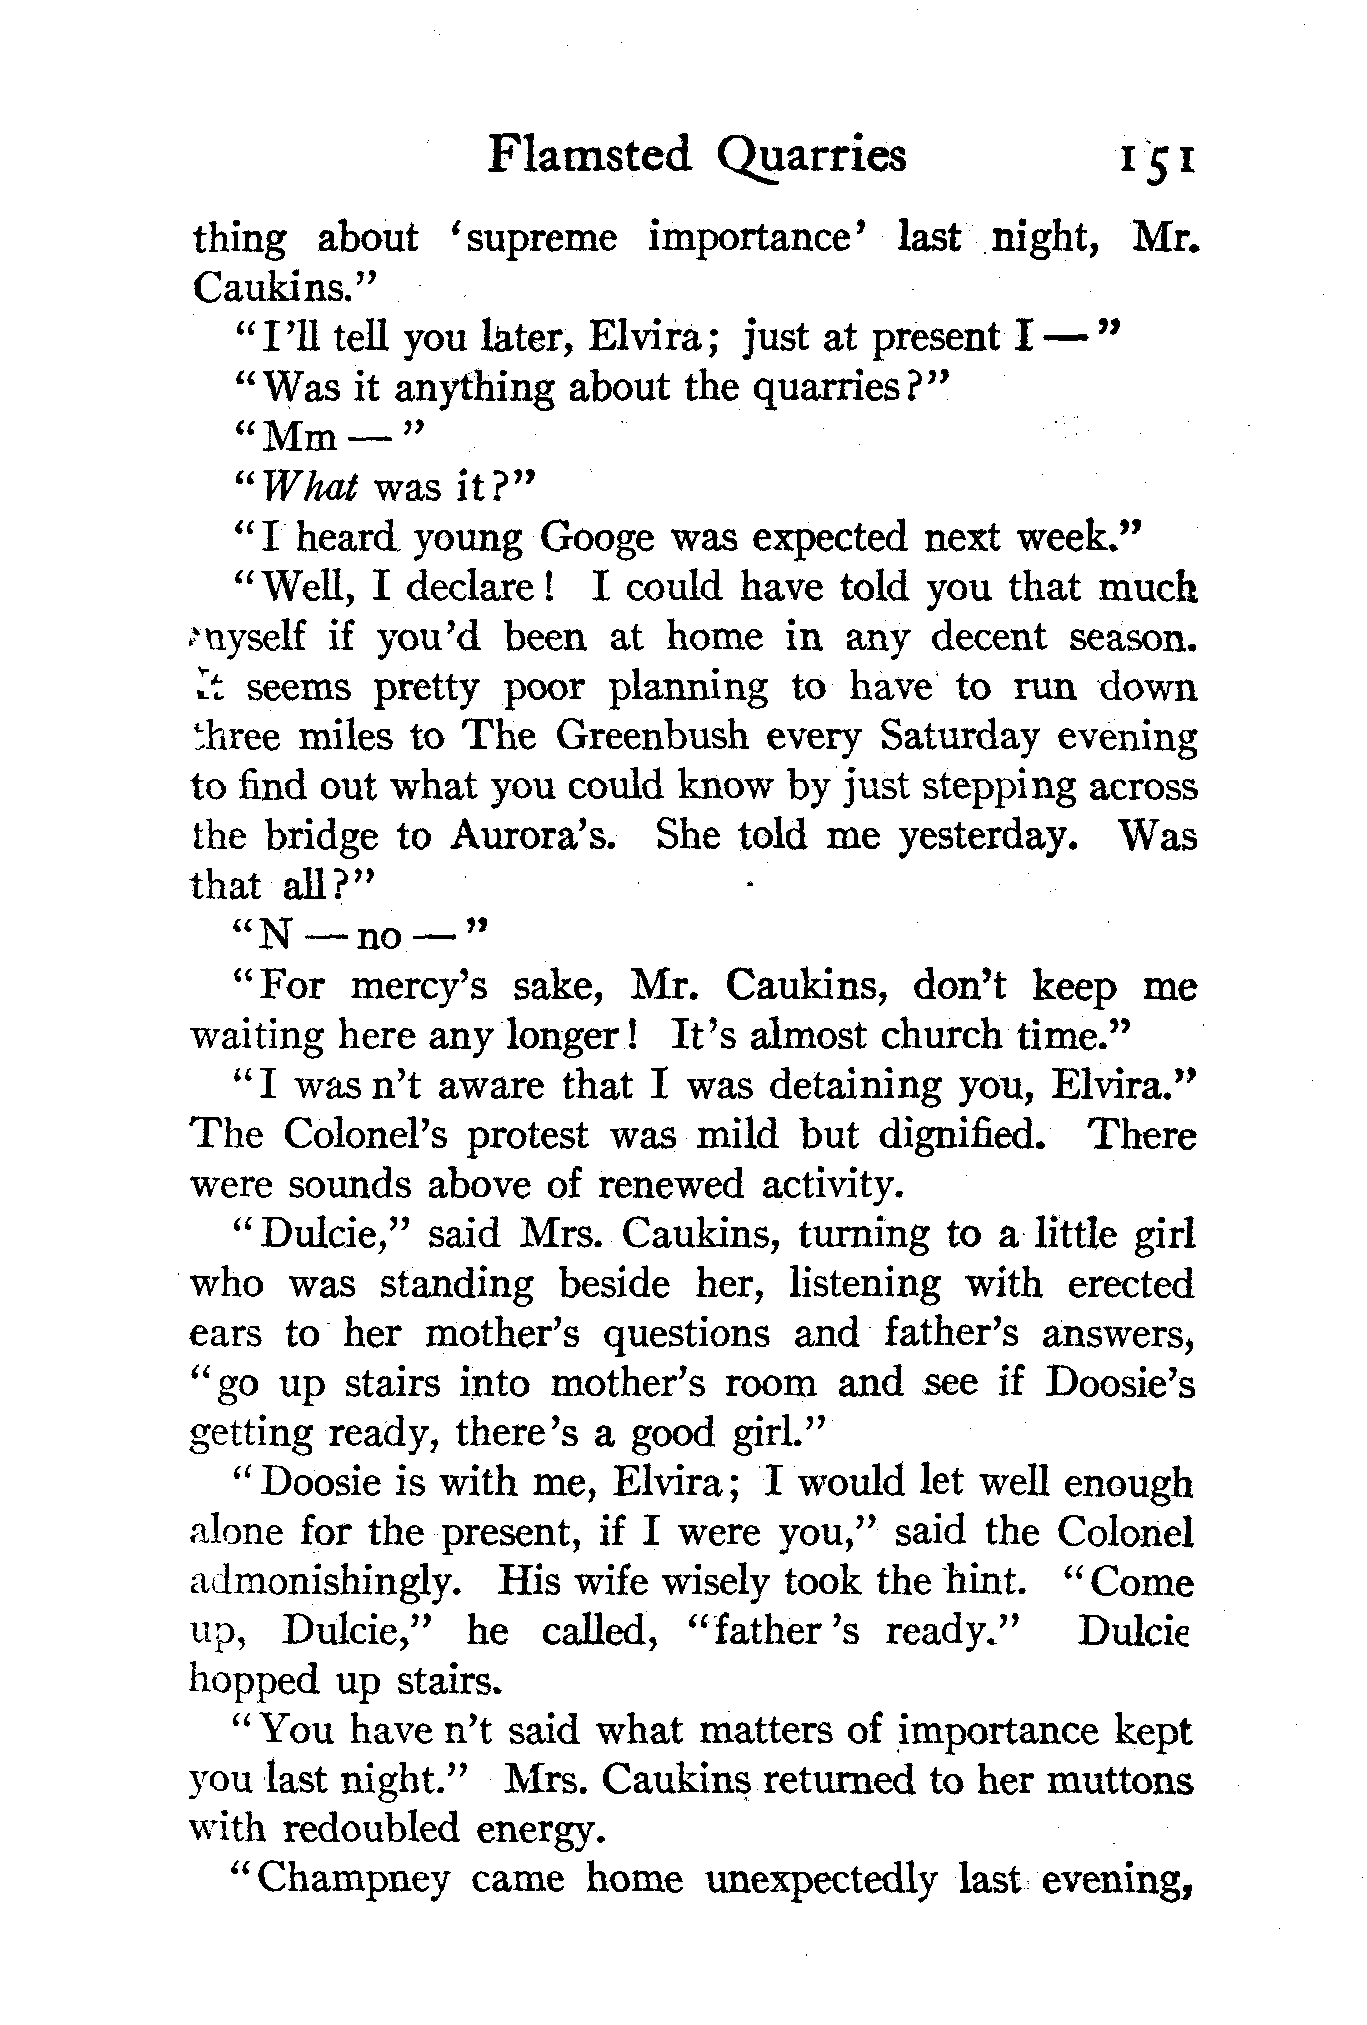 Flamsted Quarries 151
thing about 'supreme importance' last night, Mr.
Caukins."
"I'll tell you later, Elvira; just at present I—"
"Was it anything about the quarries?"
"Mm—"
"What was it?"
"I heard young Googe was expected next week."
"Well, I declare! I could have told you that much
myself if you'd been at home in any decent season.
It seems pretty poor planning to have to run down
three miles to The Greenbush every Saturday evening
to find out what you could know by just stepping across
the bridge to Aurora's. She told me yesterday. Was
that all?"
"N—no—"
"For mercy's sake, Mr. Caukins, don't keep me
waiting here any longer! It's almost church time."
"I was n't aware that I was detaining you, Elvira."
The Colonel's protest was mild but dignified. There
were sounds above of renewed activity.
"Dulcie," said Mrs. Caukins, turning to a little girl
who was standing beside her, listening with erected
ears to her mother's questions and father's answers,
"go up stairs into mother's room and see if Doosie's
getting ready, there's a good girl."
"Doosie is with me, Elvira; I would let well enough
alone for the present, if I were you," said the Colonel
admonishingly. His wife wisely took the hint. "Come
up, Dulcie," he called, "father 's ready." Dulcie
hopped up stairs.
"You have n't said what matters of importance kept
you last night." Mrs. Caukins returned to her muttons
with redoubled energy.
"Champney came home unexpectedly last evening,